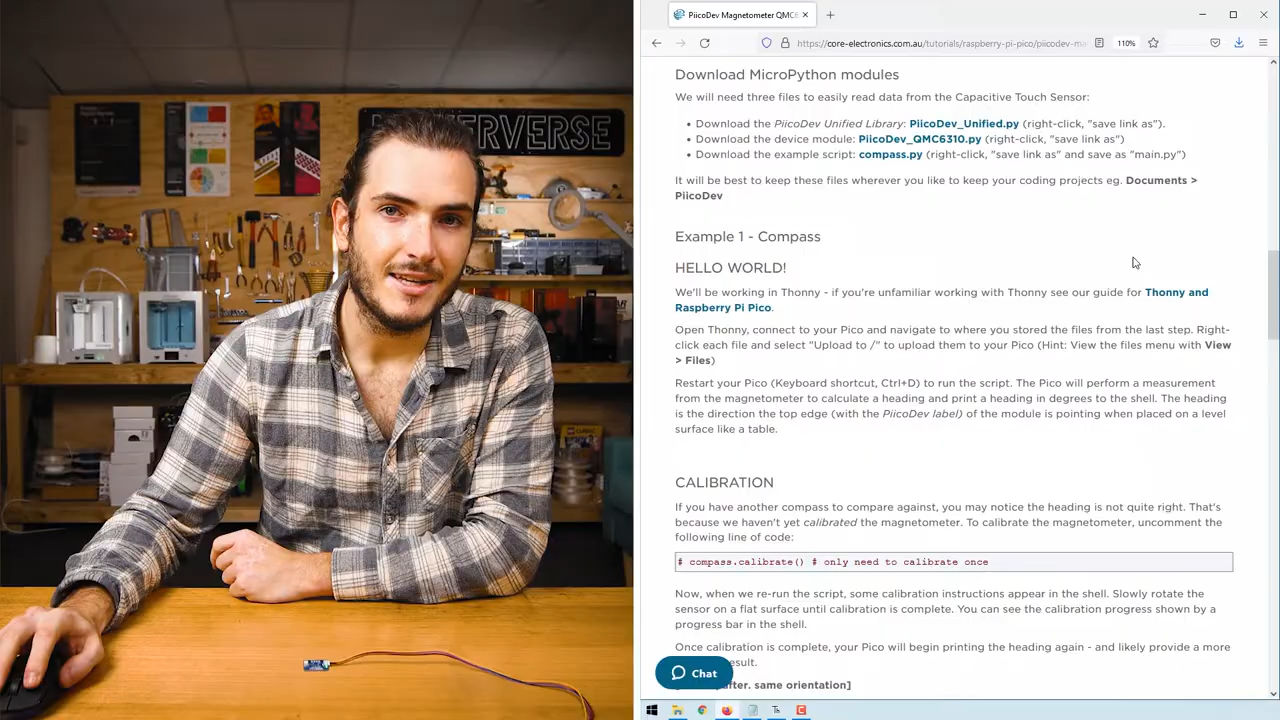 PiicoDev Magnetometer QMC6
https://core-electronics.com.au/tutorials/raspberry-pi-pico/piicodev-ma
110%
VERSE
Download MicroPython modules
We will need three files to easily read data from the Capacitive Touch Sensor:
Download the PiicoDev Unified Library: PiicoDev_Unified.py (right-click, "save link as").
Download the device module: PiicoDev_QMC6310.py (right-click, "save link as")
Download the example script: compass.py (right-click, "save link as" and save as "main.py")
It will be best to keep these files wherever you like to keep your coding projects eg. Documents >
PiicoDev
Example 1 - Compass
HELLO WORLD!
We'll be working in Thonny - if you're unfamiliar working with Thonny see our guide for Thonny and
Raspberry Pi Pico.
Open Thonny, connect to your Pico and navigate to where you stored the files from the last step. Right-
click each file and select "Upload to /" to upload them to your Pico (Hint: View the files menu with View
> Files)
Restart your Pico (Keyboard shortcut, Ctrl+D) to run the script. The Pico will perform a measurement
from the magnetometer to calculate a heading and print a heading in degrees to the shell. The heading
is the direction the top edge (with the PiicoDev label) of the module is pointing when placed on a level
surface like a table.
CALIBRATION
If you have another compass to compare against, you may notice the heading is not quite right. That's
because we haven't yet calibrated the magnetometer. To calibrate the magnetometer, uncomment the
following line of code:
# compass.calibrate() # only need to calibrate once
Now, when we re-run the script, some calibration instructions appear in the shell. Slowly rotate the
sensor on a flat surface until calibration is complete. You can see the calibration progress shown by a
progress bar in the shell.
Once calibration is complete, your Pico will begin printing the heading again - and likely provide a more
result.
after. same orientation]
Chat